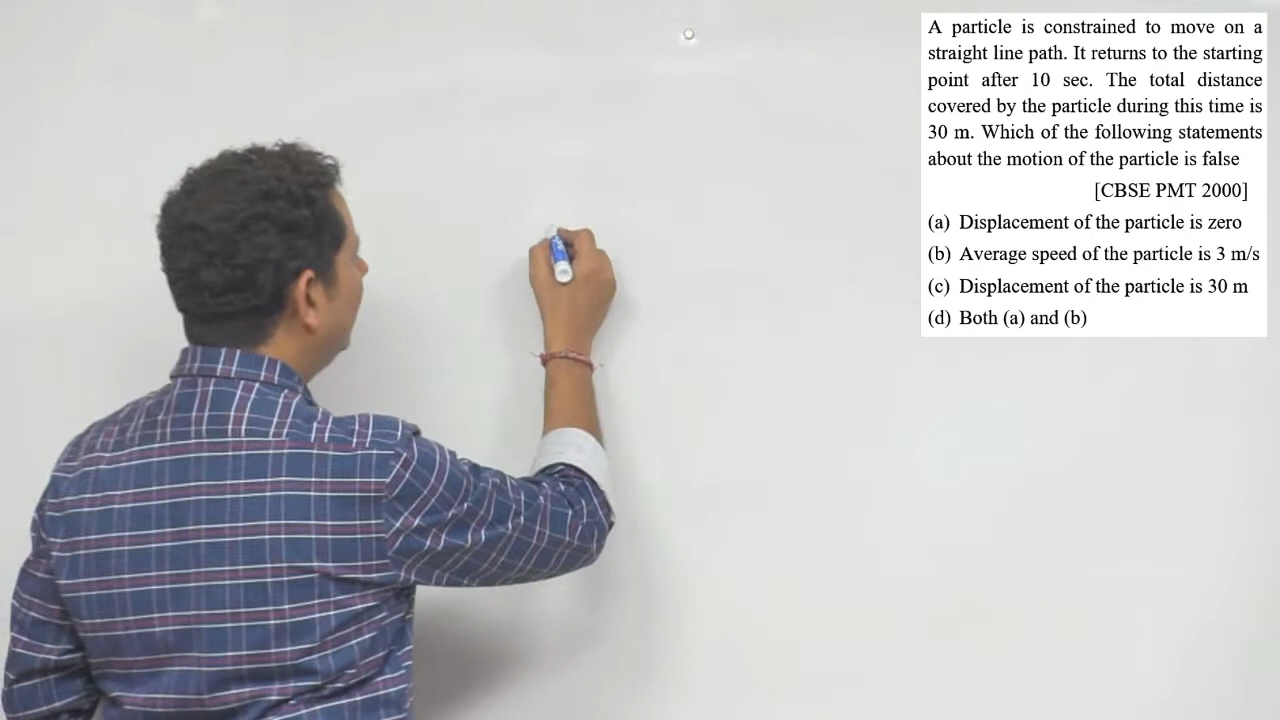 A particle is constrained to move on a
straight line path. It returns to the starting
point after 10 sec. The total distance
covered by the particle during this time is
30 m. Which of the following statements
about the motion of the particle is false
[CBSE PMT 2000]
(a) Displacement of the particle is zero
(b) Average speed of the particle is 3 m/s
(c) Displacement of the particle is 30 m
(d) Both (a) and (b)